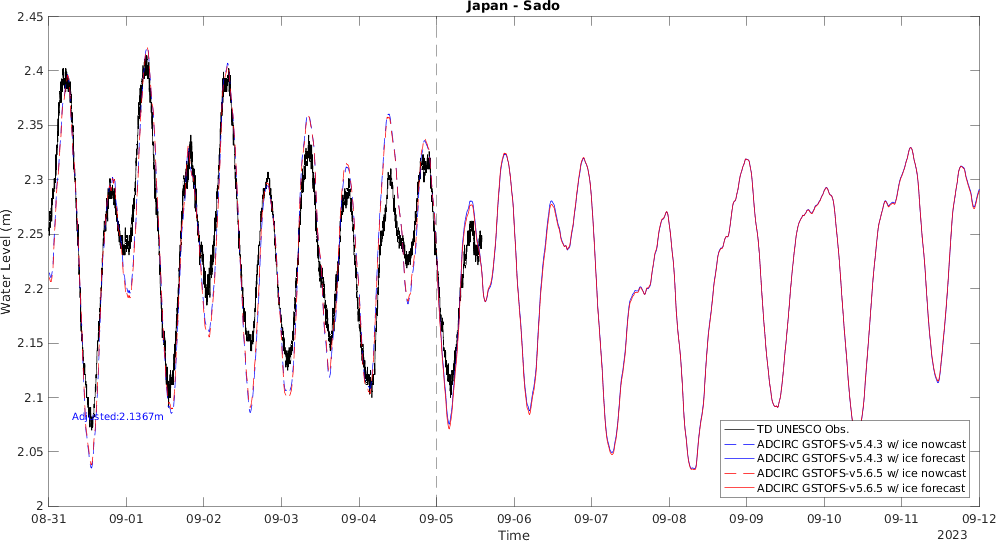 Japan - Sado
2.45
2.4
2.35
2.3
2.25
2.2
2.15
2.1
2.05
2
Water Level (m)
Adjusted:2.1367m
TD UNESCO Obs.
ADCIRC GSTOFS-v5.4.3 w/ ice nowcast
ADCIRC GSTOFS-v5.4.3 w/ ice forecast
ADCIRC GSTOFS-v5.6.5 w/ ice nowcast
ADCIRC GSTOFS-v5.6.5 w/ ice forecast
08-31 09-01 09-02 09-03 09-04 09-05 09-06 09-07 09-08 09-09 09-10 09-11 09-12
Time
2023